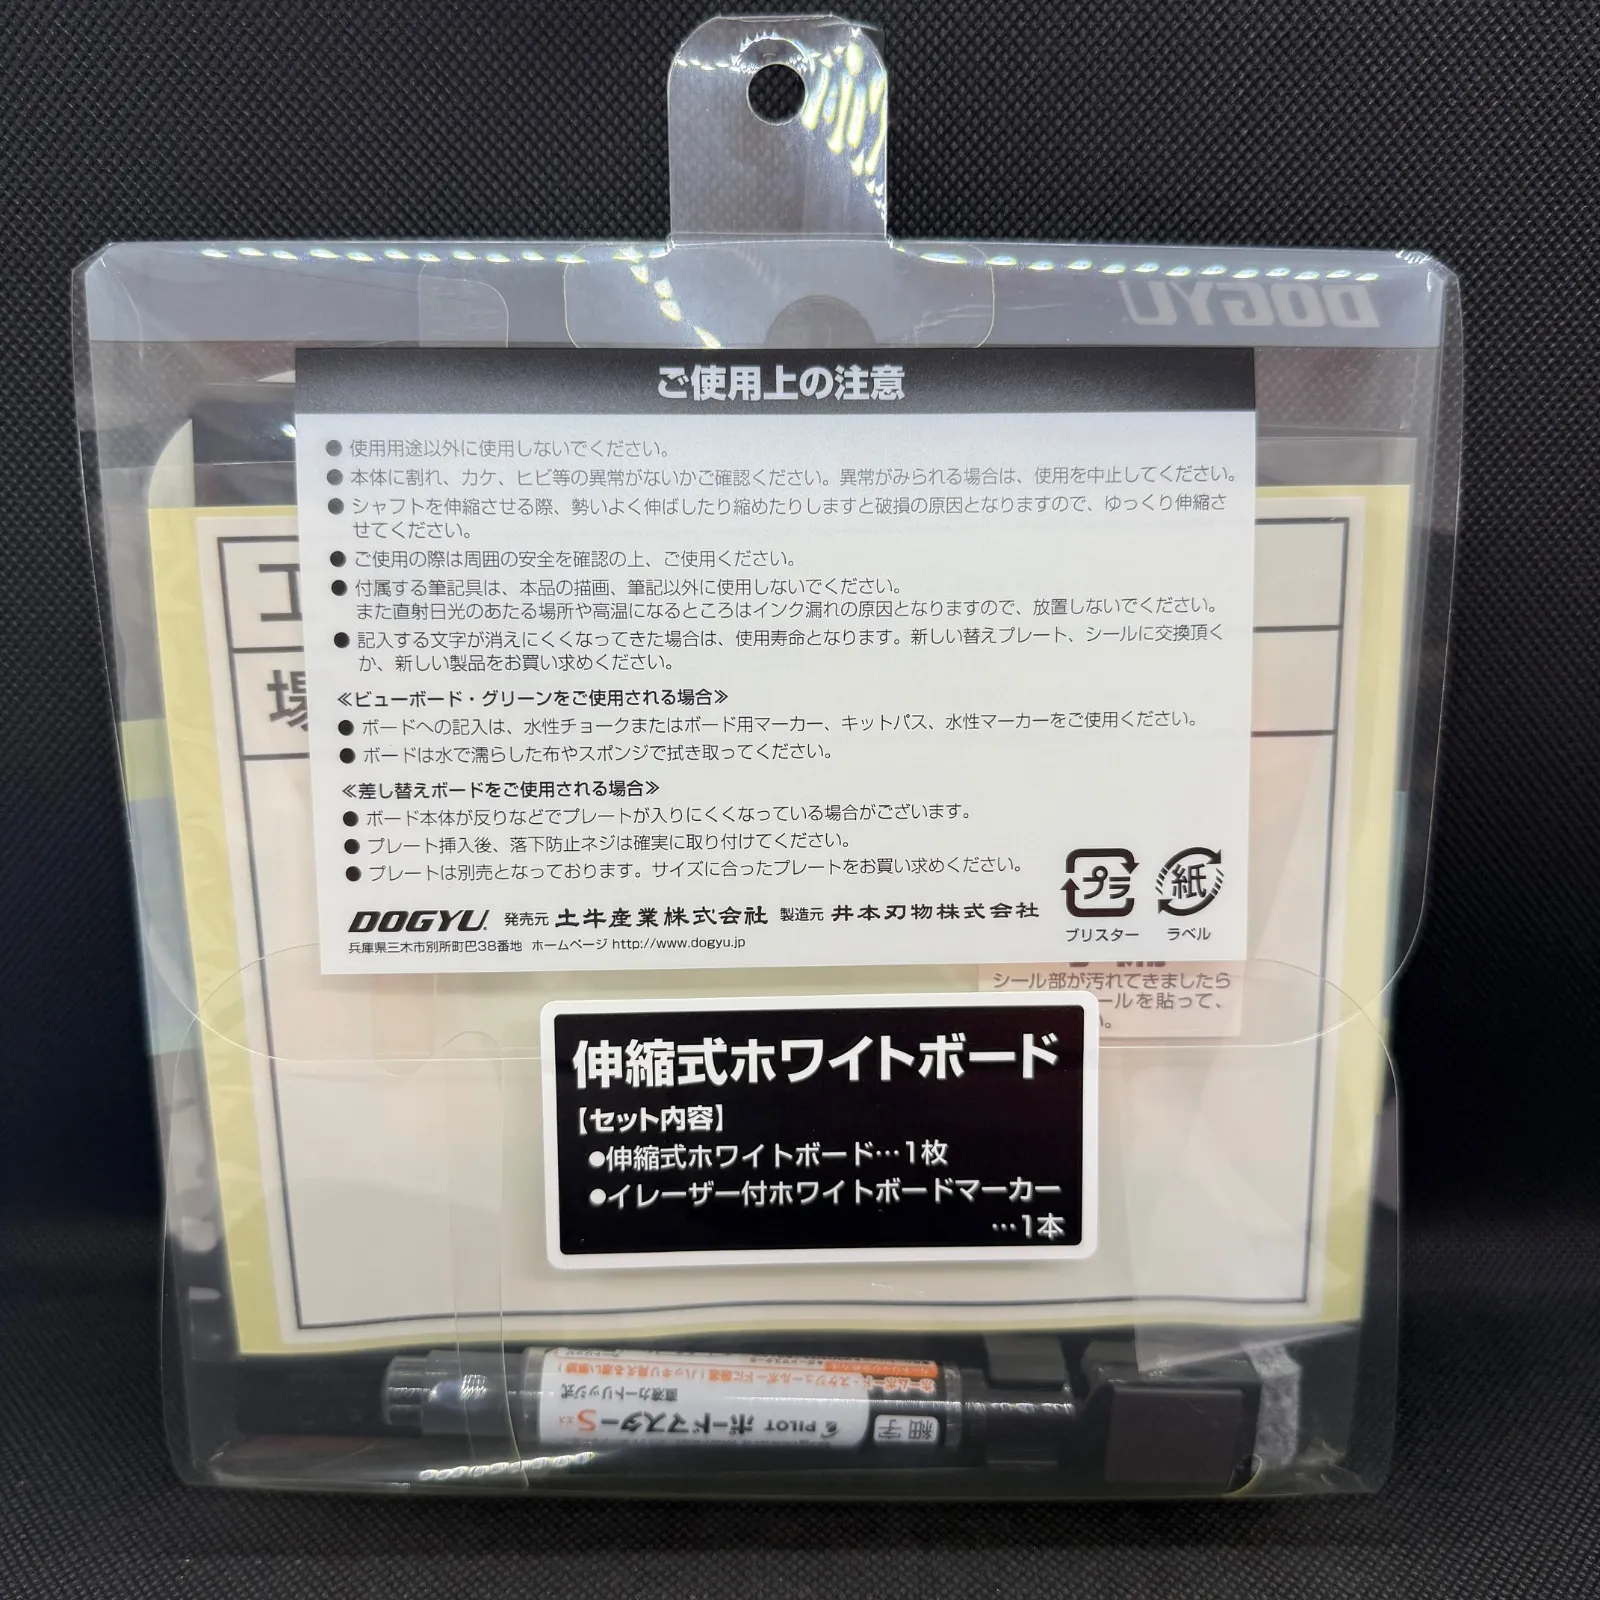 DOGYU
ご使用上の注意
●使用用途以外に使用しないでください。
●本体に割れ、カケ、ヒビ等の異常がないかご確認ください。異常がみられる場合は、使用を中止してください。
●シャフトを伸縮させる際、勢いよく伸ばしたり縮めたりしますと破損の原因となりますので、ゆっくり伸縮さ
せてください。
●ご使用の際は周囲の安全を確認の上、ご使用ください。
●付属する筆記具は、本品の描画、筆記以外に使用しないでください。
また直射日光のあたる場所や高温になるところはインク漏れの原因となりますので、放置しないでください。
●記入する文字が消えにくくなってきた場合は、使用寿命となります。新しい替えプレート、シールに交換頂く
か、新しい製品をお買い求めください。
≪ビューボード・グリーンをご使用される場合≫
●ボードへの記入は、水性チョークまたはボード用マーカー、キットパス、水性マーカーをご使用ください。
●ボードは水で濡らした布やスポンジで拭き取ってください。
≪差し替えボードをご使用される場合≫
●ボード本体が反りなどでプレートが入りにくくなっている場合がございます。
●プレート挿入後、落下防止ネジは確実に取り付けてください。
●プレートは別売となっております。サイズに合ったプレートをお買い求めください。
プラ 紙
ブリスター ラベル
DOGYU. 発売元 土牛産業株式会社 製造元 井本刃物株式会社
兵庫県三木市別所町巴38番地 ホームページ http://www.dogyu.jp
工
場
シール部が汚れてきましたら
ールを貼って、
い。
伸縮式ホワイトボード
【セット内容】
●伸縮式ホワイトボード…1枚
●イレーザー付ホワイトボードマーカー
…1本
細字
PILOT ボードマスターS エス
直液カートリッジ式